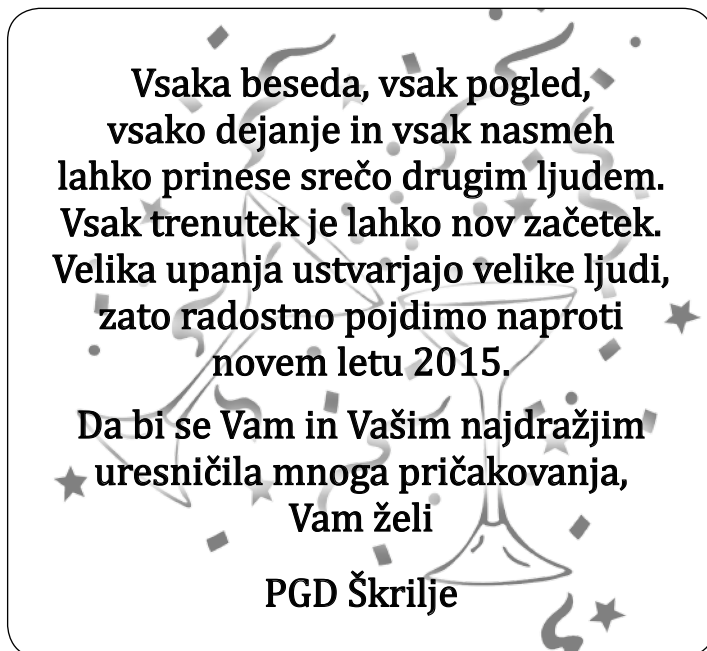 Vsaka beseda, vsak pogled,
vsako dejanje in vsak nasmeh
lahko prinese srečo drugim ljudem.
Vsak trenutek je lahko nov začetek.
Velika upanja ustvarjajo velike ljudi,
zato radostno pojdimo naproti
novem letu 2015.
Da bi se Vam in Vašim najdražjim
uresničila mnoga pričakovanja,
Vam želi
PGD Škrilje